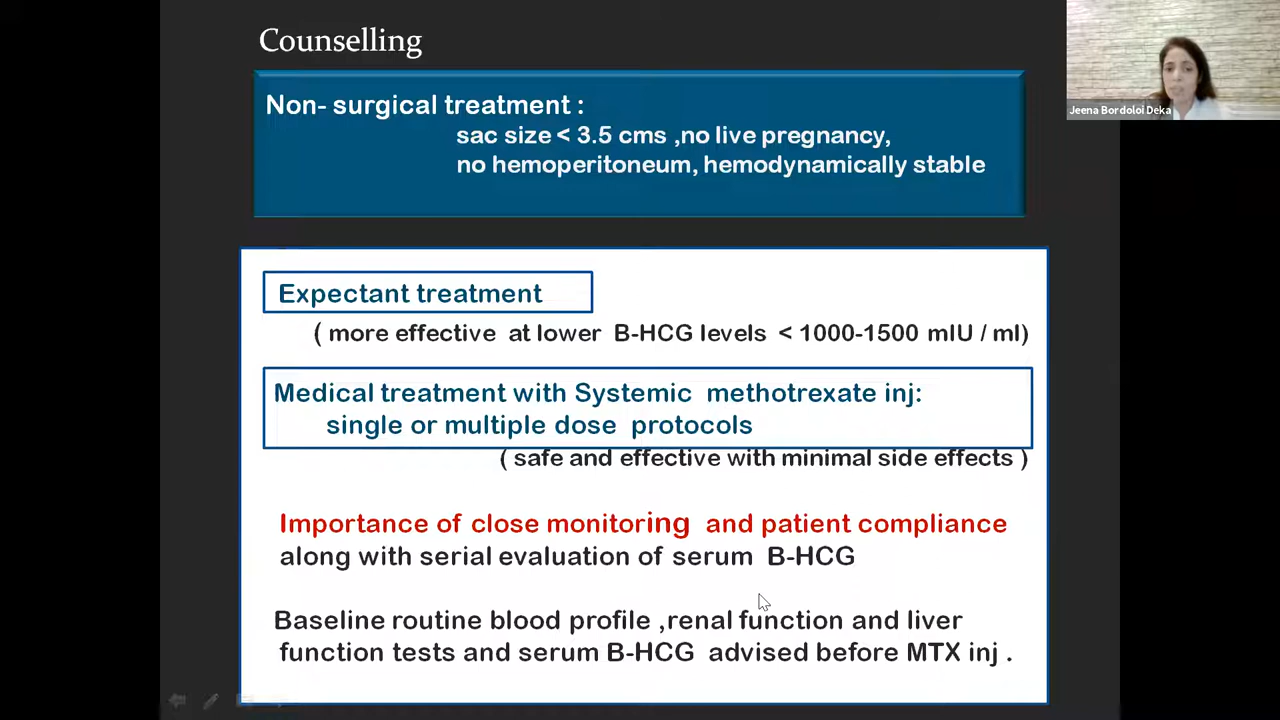 Counselling
Jeena Bordoloi Deka
Non- surgical treatment :
sac size < 3.5 cms ,no live pregnancy,
no hemoperitoneum, hemodynamically stable
Expectant treatment
( more effective at lower B-HCG levels < 1000-1500 mIU / ml)
Medical treatment with Systemic methotrexate inj:
single or multiple dose protocols
( safe and effective with minimal side effects )
Importance of close monitoring and patient compliance
along with serial evaluation of serum B-HCG
Baseline routine blood profile ,renal function and liver
function tests and serum B-HCG advised before MTX inj .